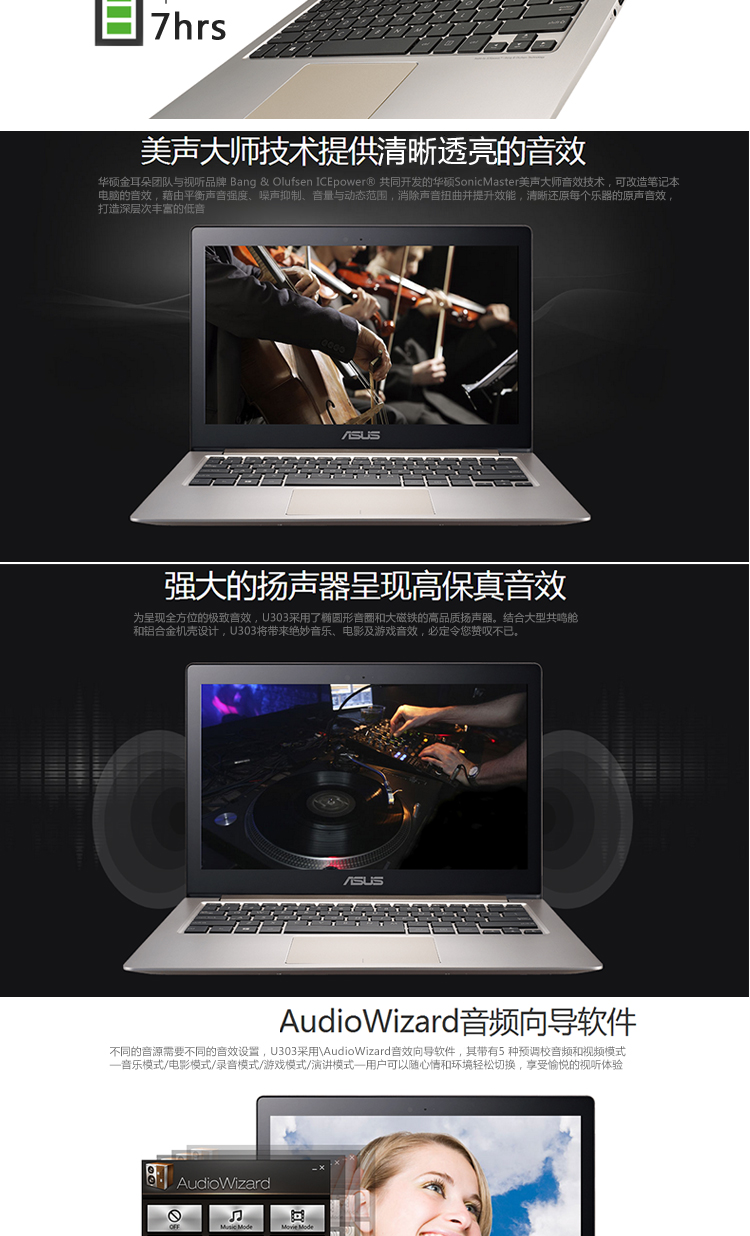 7hrs
美声大师技术提供清晰透亮的音效
华硕金耳朵团队与视听品牌 Bang & Olufsen ICEpower® 共同开发的华硕SonicMaster美声大师音效技术，可改造笔记本
电脑的音效，藉由平衡声音强度、噪声抑制、音量与动态范围，消除声音扭曲并提升效能，清晰还原每个乐器的原声音效，
打造深层次丰富的低音
ASUS
强大的扬声器呈现高保真音效
为呈现全方位的极致音效，U303采用了椭圆形音圈和大磁铁的高品质扬声器。结合大型共鸣舱
和铝合金机壳设计，U303将带来绝妙音乐、电影及游戏音效，必定令您赞叹不已。
ASUS
AudioWizard音频向导软件
不同的音源需要不同的音效设置，U303采用\AudioWizard音效向导软件，其带有5 种预调校音频和视频模式
—音乐模式/电影模式/录音模式/游戏模式/演讲模式—用户可以随心情和环境轻松切换，享受愉悦的视听体验
AudioWizard
OFF
Music Mode
Movie Mode